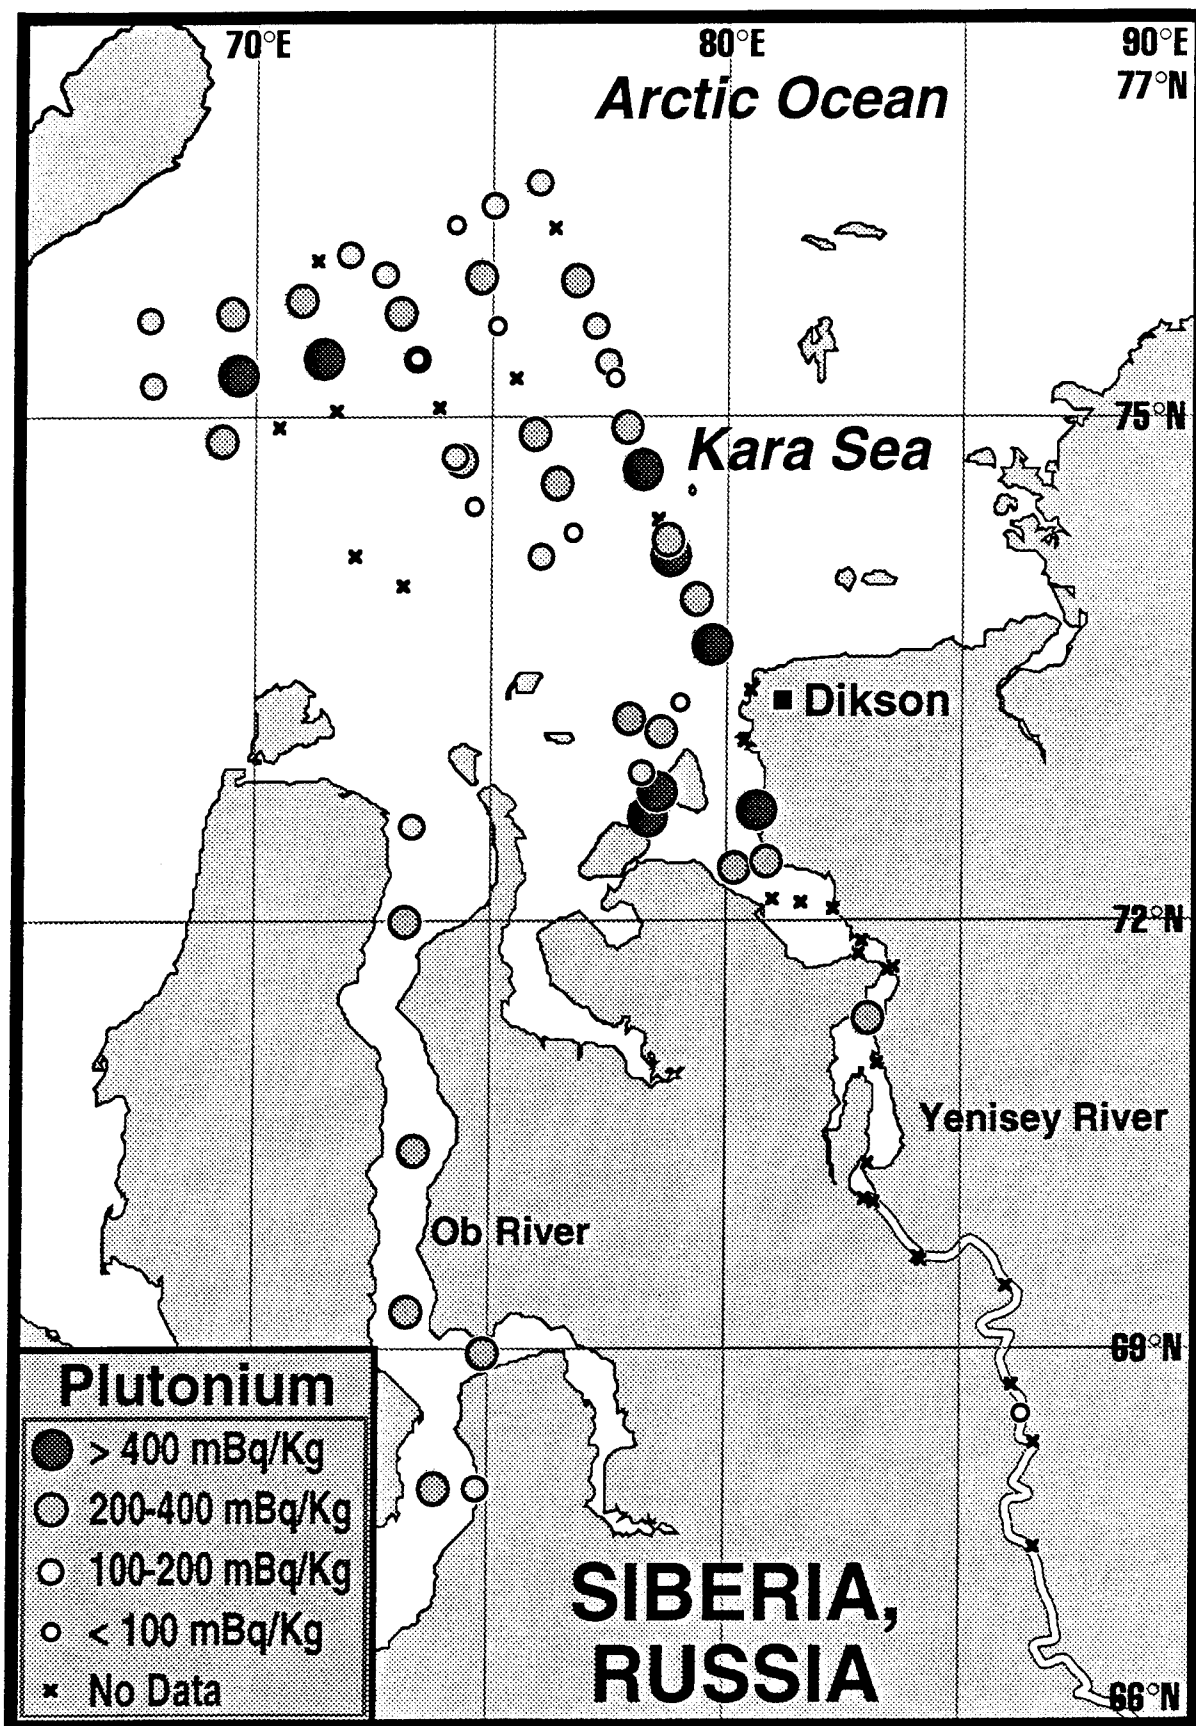 70°E
80°E
90°E
77°N
Arctic Ocean
75°N
Kara Sea
Dikson
72°N
Yenisey River
Ob River
69°N
Plutonium
> 400 mBq/Kg
200-400 mBq/Kg
100-200 mBq/Kg
< 100 mBq/Kg
No Data
SIBERIA,
RUSSIA
66°N